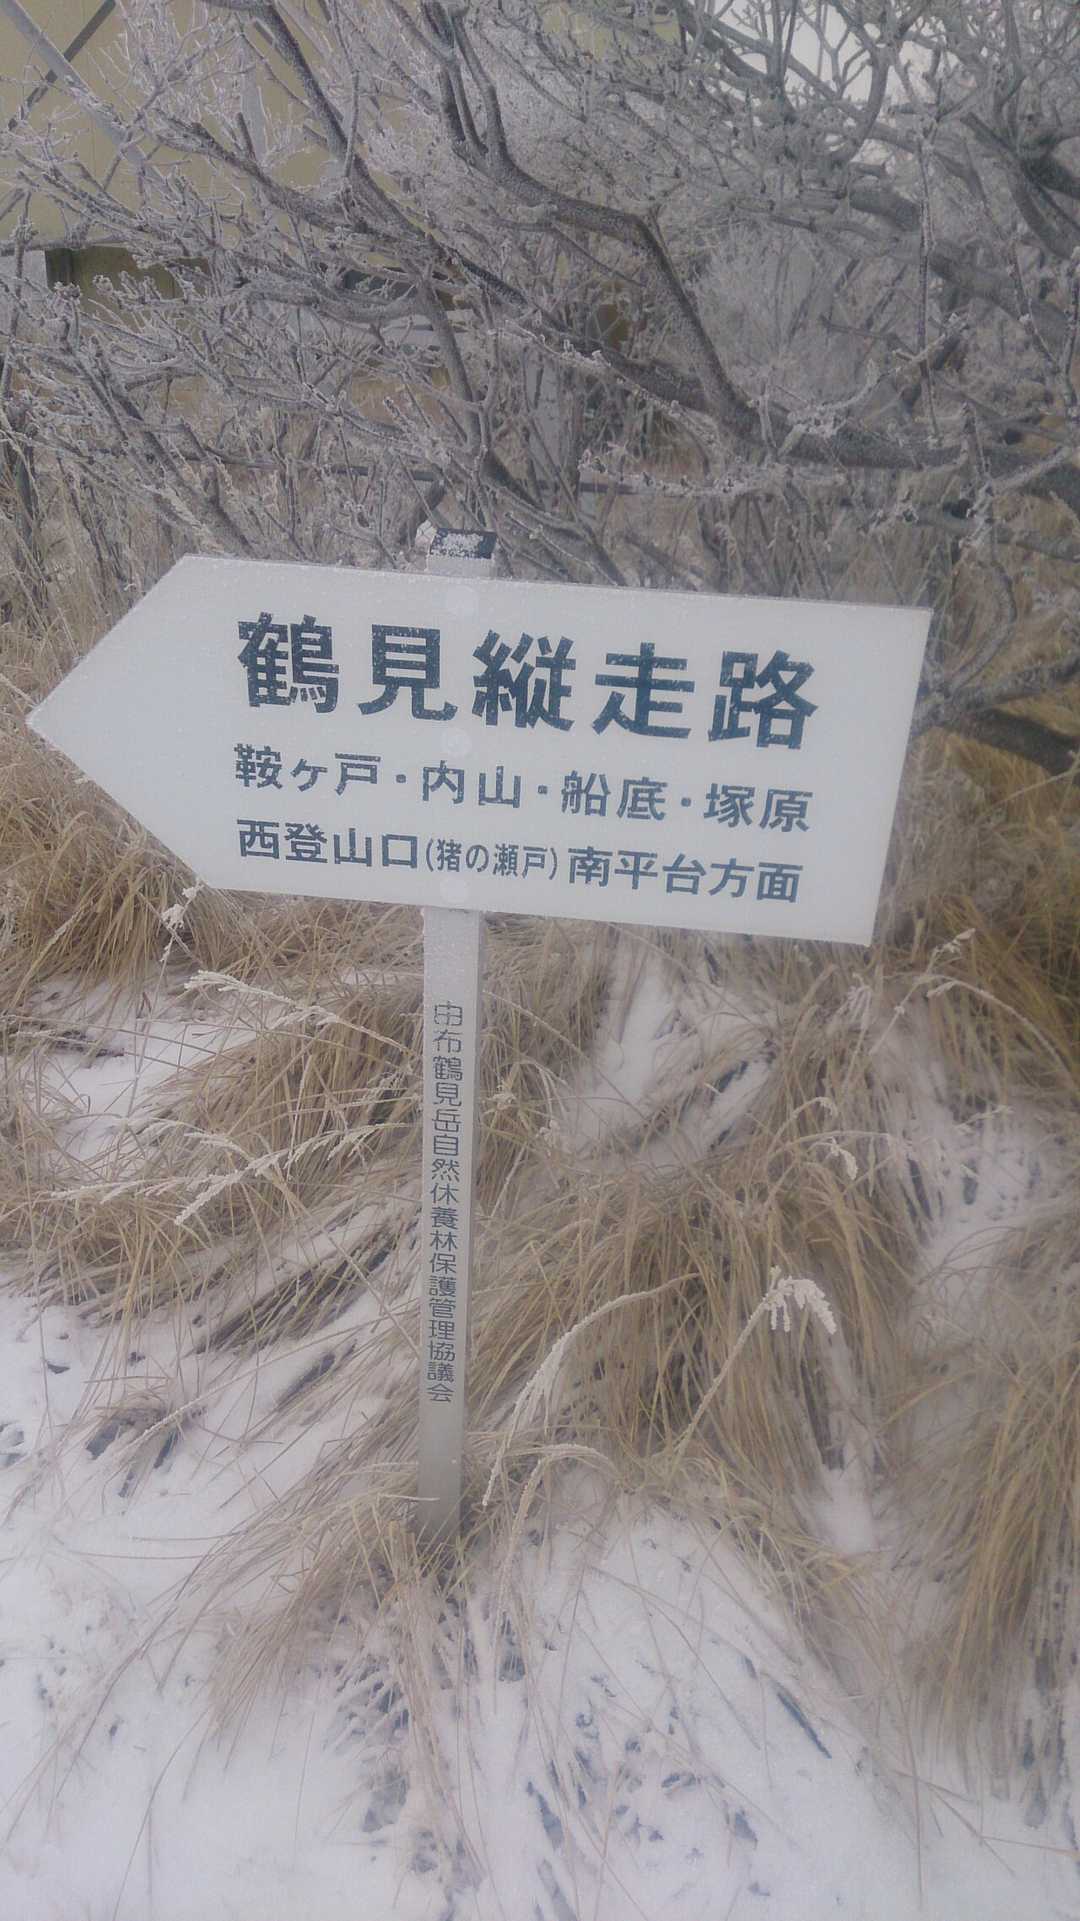 鶴見縦走路
鞍ヶ戸・内山・船底・塚原
西登山口(猪の瀬戸)南平台方面
由布鶴見岳自然休養林保護管理協議会